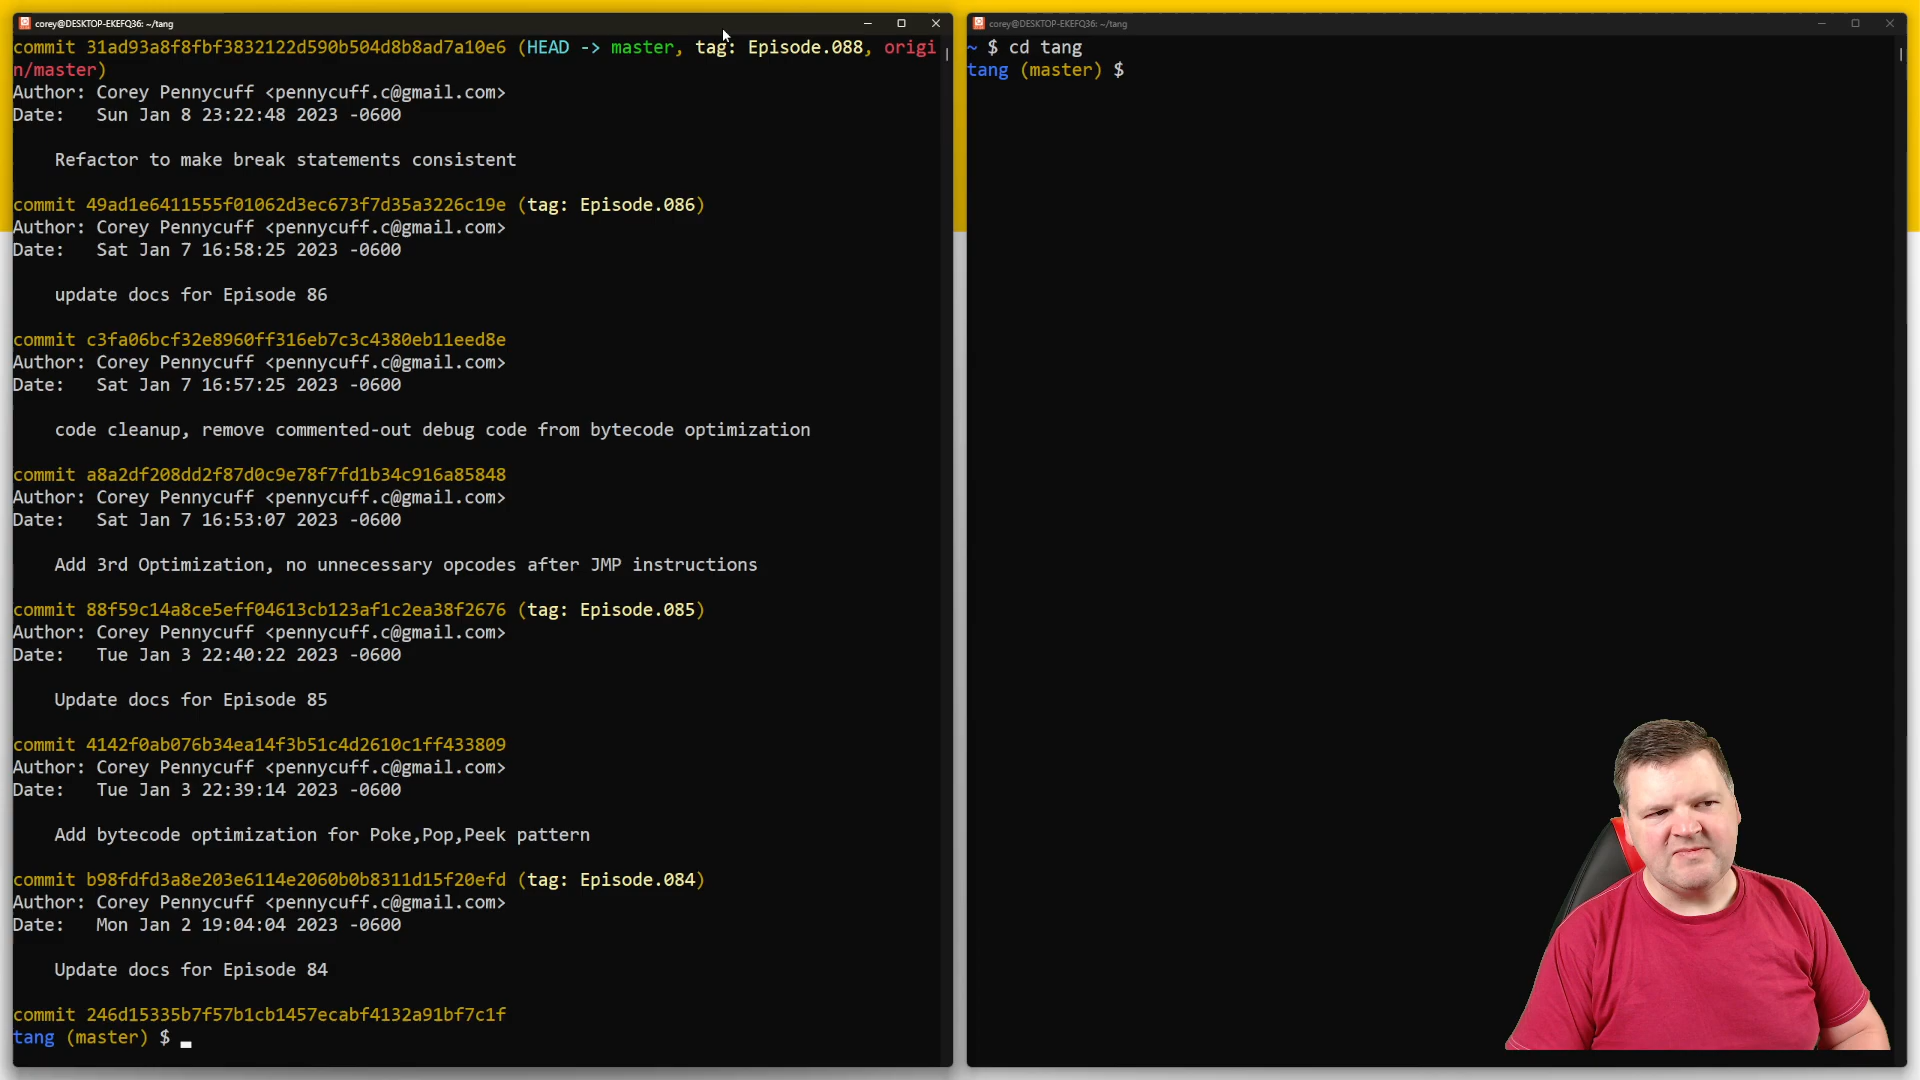 corey@DESKTOP-EKEFQ36: ~/tang
commit 31ad93a8f8fbf3832122d590b504d8b8ad7a10e6 (HEAD -> master, tag: Episode.088, origi
n/master)
Author: Corey Pennycuff <pennycuff.c@gmail.com>
Date:   Sun Jan 8 23:22:48 2023 -0600
Refactor to make break statements consistent
commit 49ad1e6411555f01062d3ec673f7d35a3226c19e (tag: Episode.086)
Author: Corey Pennycuff <pennycuff.c@gmail.com>
Date:   Sat Jan 7 16:58:25 2023 -0600
update docs for Episode 86
commit c3fa06bcf32e8960ff316eb7c3c4380eb11eed8e
Author: Corey Pennycuff <pennycuff.c@gmail.com>
Date:   Sat Jan 7 16:57:25 2023 -0600
code cleanup, remove commented-out debug code from bytecode optimization
commit a8a2df208dd2f87d0c9e78f7fd1b34c916a85848
Author: Corey Pennycuff <pennycuff.c@gmail.com>
Date:   Sat Jan 7 16:53:07 2023 -0600
Add 3rd Optimization, no unnecessary opcodes after JMP instructions
commit 88f59c14a8ce5eff04613cb123af1c2ea38f2676 (tag: Episode.085)
Author: Corey Pennycuff <pennycuff.c@gmail.com>
Date:   Tue Jan 3 22:40:22 2023 -0600
Update docs for Episode 85
commit 4142f0ab076b34ea14f3b51c4d2610c1ff433809
Author: Corey Pennycuff <pennycuff.c@gmail.com>
Date:   Tue Jan 3 22:39:14 2023 -0600
Add bytecode optimization for Poke,Pop,Peek pattern
commit b98fdfd3a8e203e6114e2060b0b8311d15f20efd (tag: Episode.084)
Author: Corey Pennycuff <pennycuff.c@gmail.com>
Date:   Mon Jan 2 19:04:04 2023 -0600
Update docs for Episode 84
commit 246d15335b7f57b1cb1457ecabf4132a91bf7c1f
tang (master) $
corey@DESKTOP-EKEFQ36: ~/tang
~ $ cd tang
tang (master) $